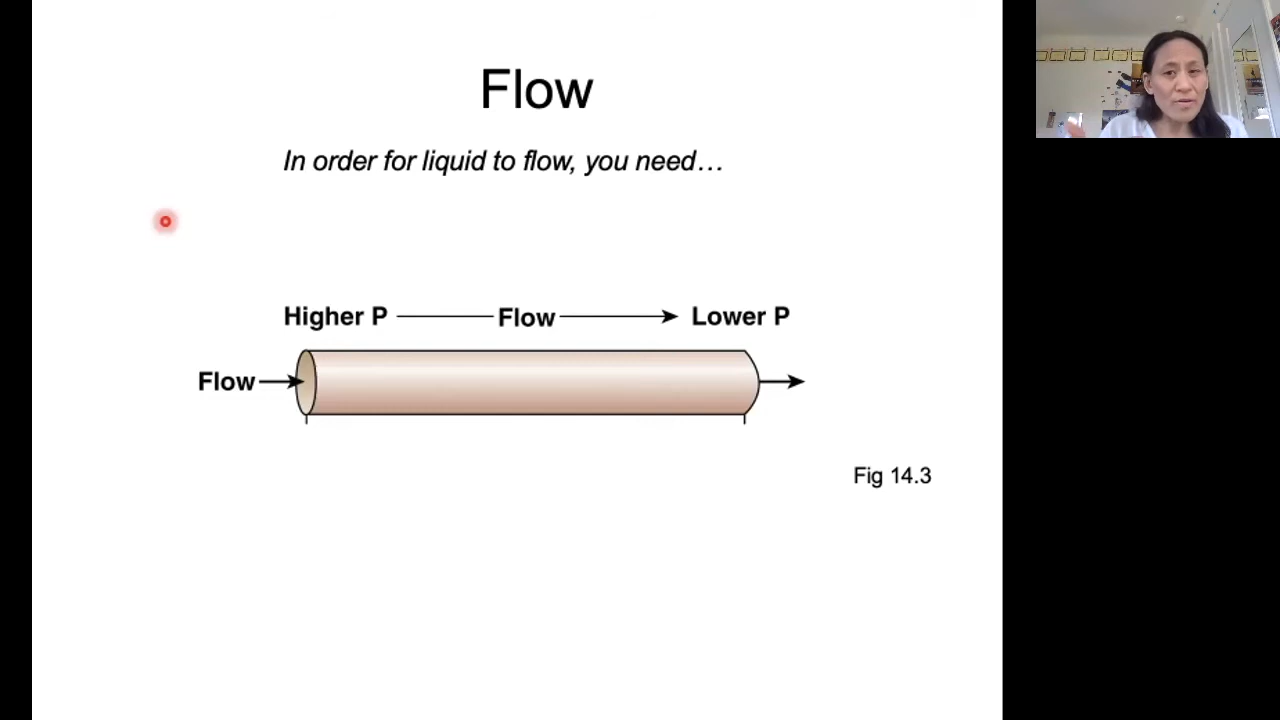 Flow
In order for liquid to flow, you need…
Higher P Flow Lower P
Flow
Fig 14.3